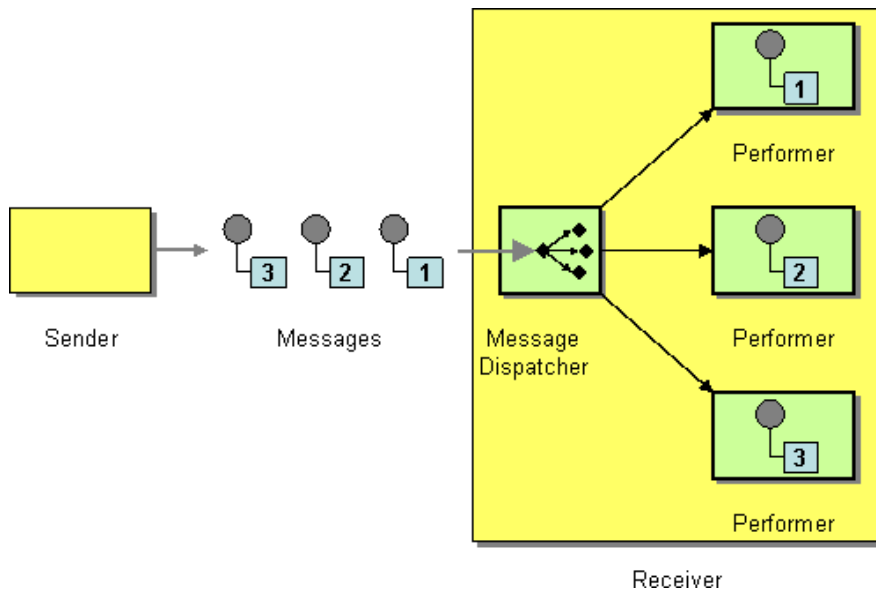 1
Performer
3 2 1
2
Sender
Messages
Message
Dispatcher
Performer
3
Performer
Receiver